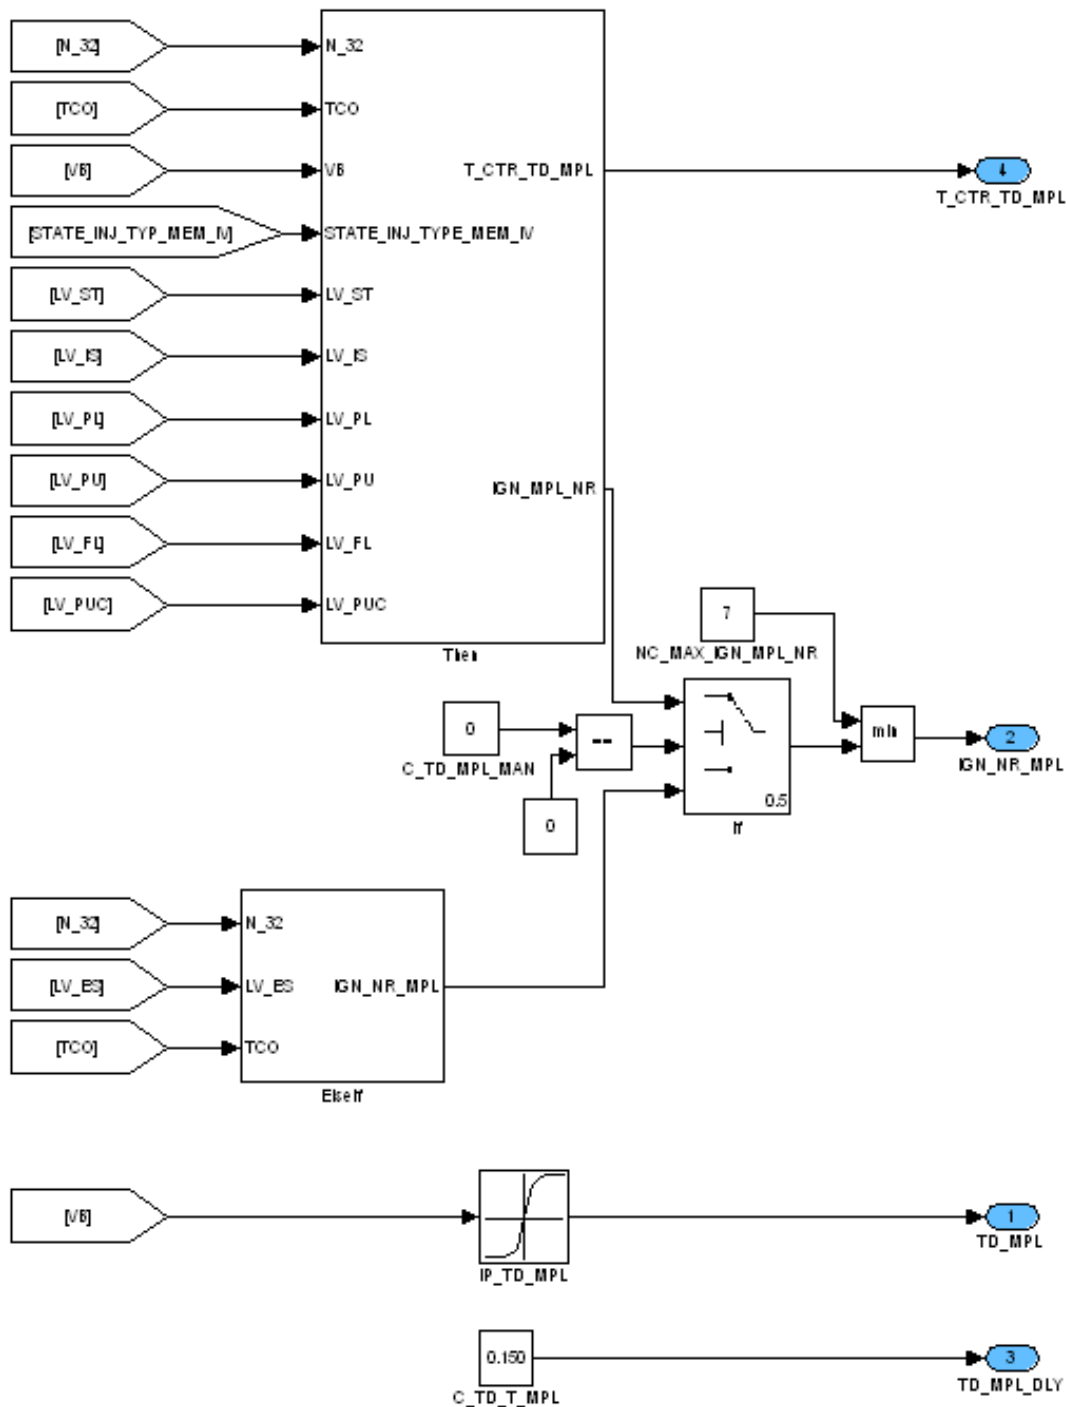 [N_32]
N_32
[TCO]
TCO
[VB]
VB
T_CTR_TD_MPL
4
T_CTR_TD_MPL
[STATE_INJ_TYP_MEM_IV]
STATE_INJ_TYPE_MEM_IV
[LV_ST]
LV_ST
[LV_IS]
LV_IS
[LV_PL]
LV_PL
[LV_PU]
LV_PU
IGN_MPL_NR
[LV_FL]
LV_FL
[LV_PUC]
LV_PUC
Then
7
NC_MAX_IGN_MPL_NR
0
C_TD_MPL_MAN
==
0
0.5
If
min
2
IGN_NR_MPL
[N_32]
N_32
[LV_ES]
LV_ES
IGN_NR_MPL
[TCO]
TCO
ElseIf
[VB]
IP_TD_MPL
1
TD_MPL
0.150
C_TD_T_MPL
3
TD_MPL_DLY